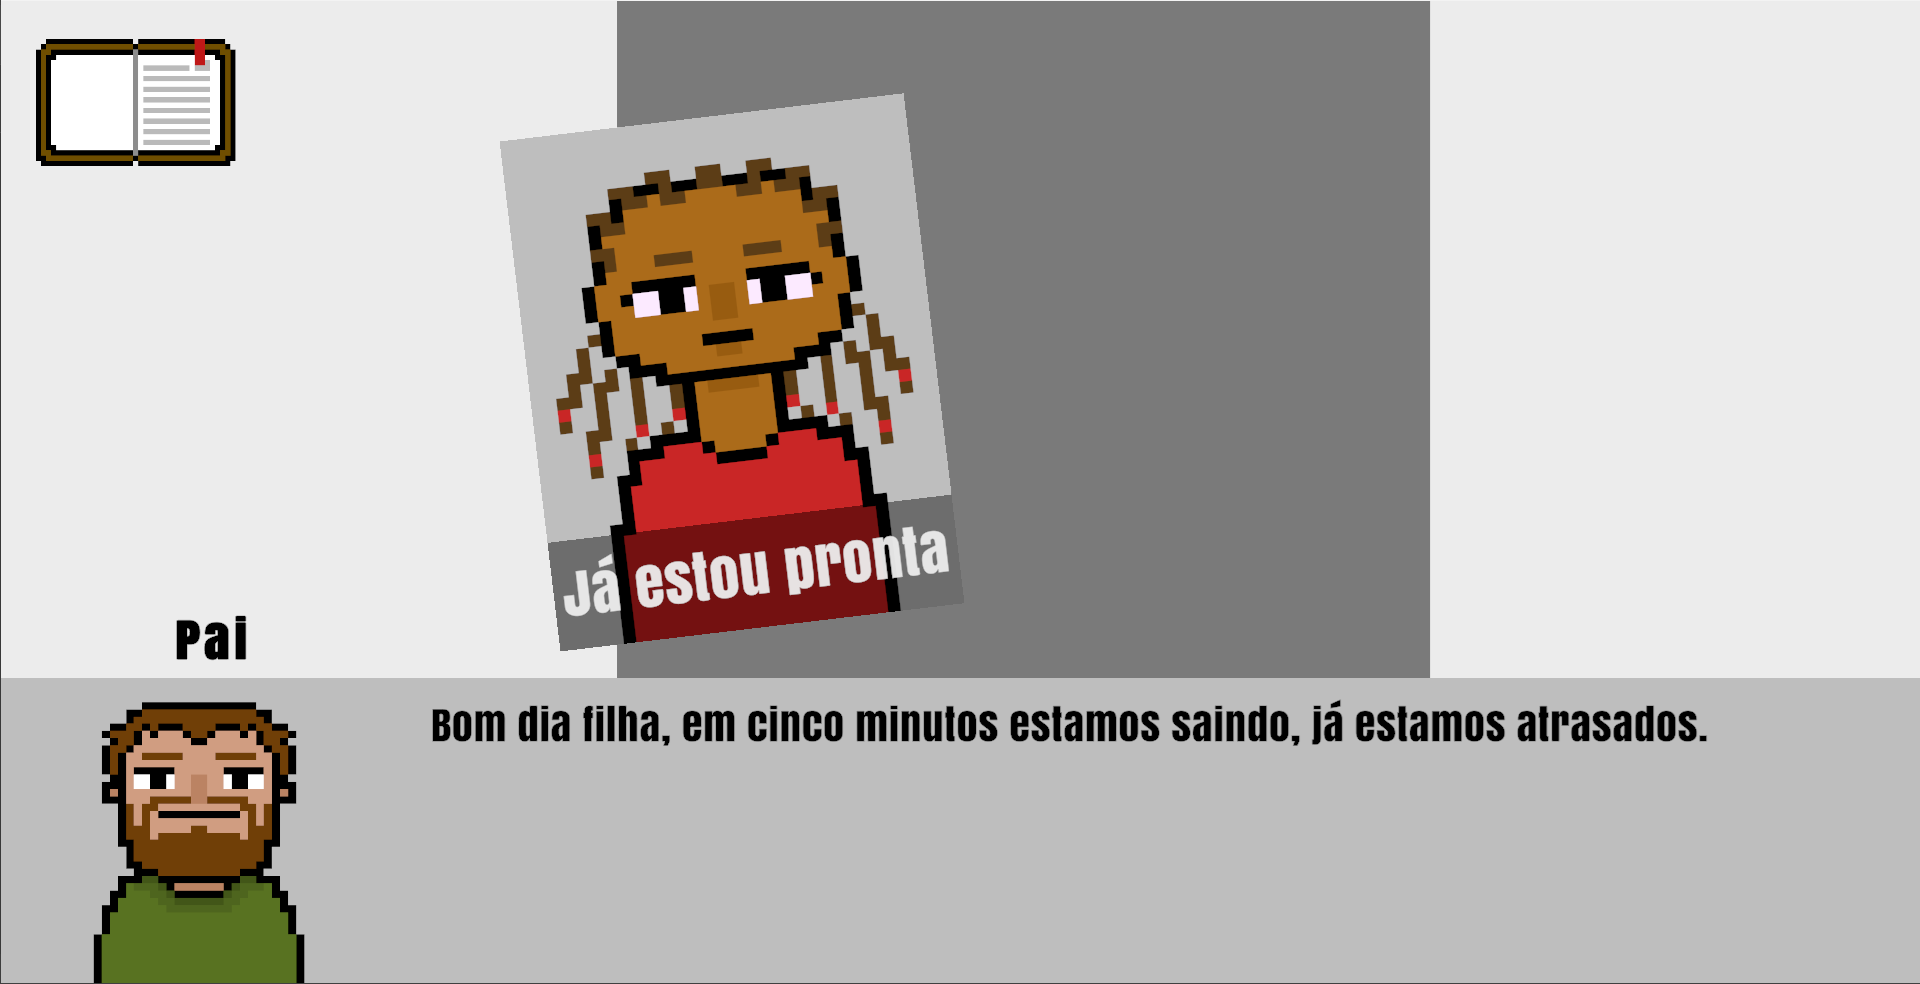 Já estou pronta
Pai
Bom dia filha, em cinco minutos estamos saindo, já estamos atrasados.